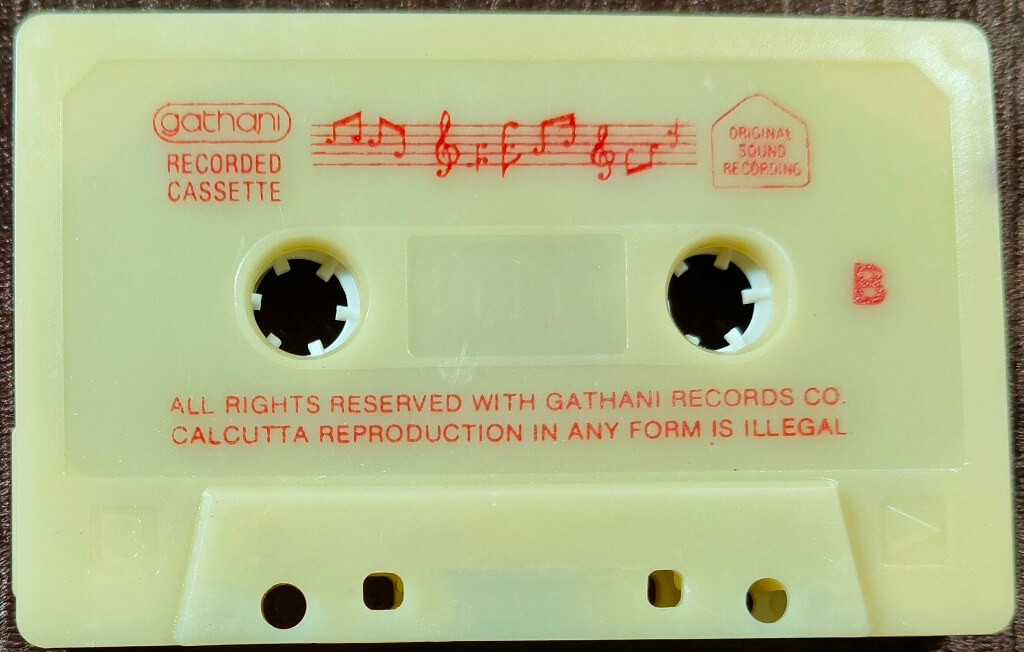 gathani
RECORDED
CASSETTE
ORIGINAL
SOUND
RECORDING
B
ALL RIGHTS RESERVED WITH GATHANI RECORDS CO.
CALCUTTA REPRODUCTION IN ANY FORM IS ILLEGAL